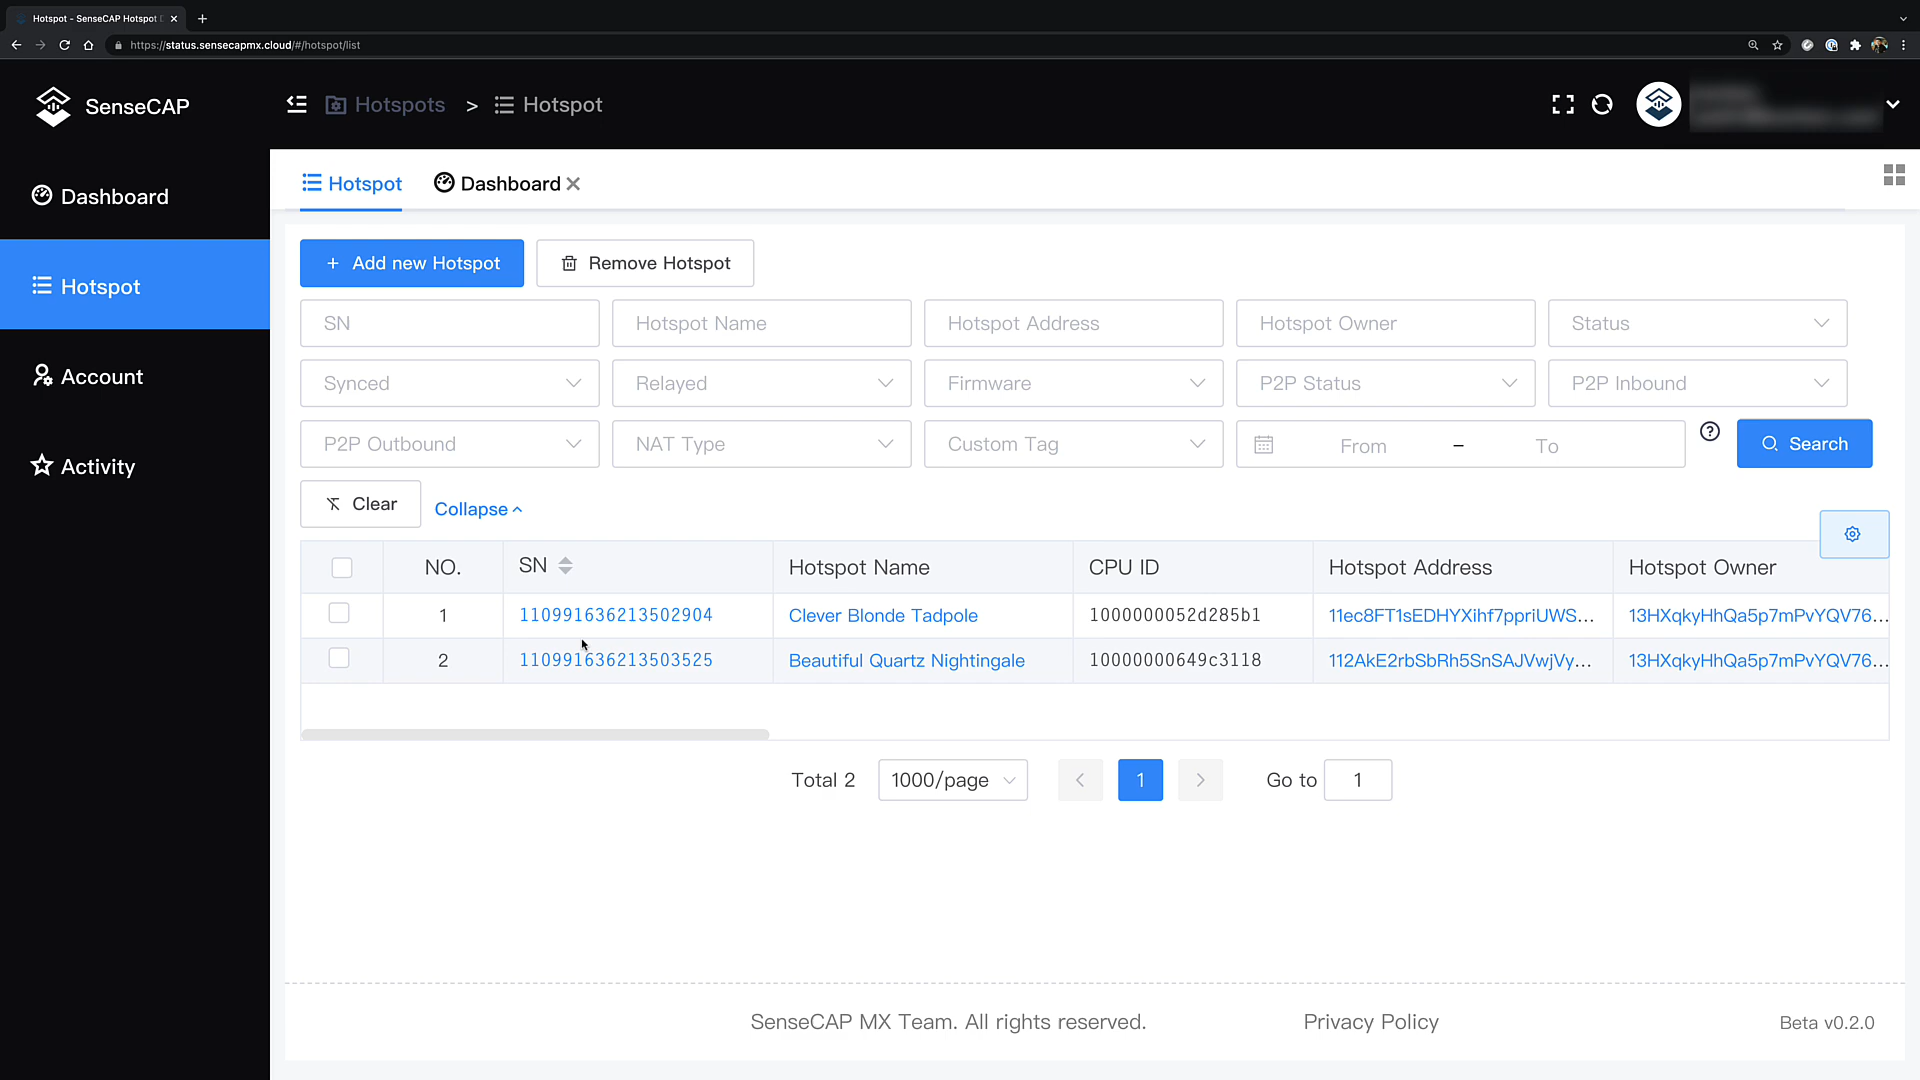 Hotspot - SenseCAP Hotspot
https://status.sensecapmx.cloud/#/hotspot/list
SenseCAP
Hotspots > Hotspot
Dashboard
Hotspot
Account
Activity
Hotspot Dashboard
+ Add new Hotspot Remove Hotspot
SN Hotspot Name Hotspot Address Hotspot Owner Status
Synced Relayed Firmware P2P Status P2P Inbound
P2P Outbound NAT Type Custom Tag From – To Search
Clear Collapse
NO. SN Hotspot Name CPU ID Hotspot Address Hotspot Owner
1 110991636213502904 Clever Blonde Tadpole 1000000052d285b1 11ec8FT1sEDHYXihf7ppriUWS... 13HXqkyHhQa5p7mPvYQV76...
2 110991636213503525 Beautiful Quartz Nightingale 10000000649c3118 112AkE2rbSbRh5SnSAJVwjVy... 13HXqkyHhQa5p7mPvYQV76...
Total 2 1000/page 1 Go to 1
SenseCAP MX Team. All rights reserved. Privacy Policy Beta v0.2.0